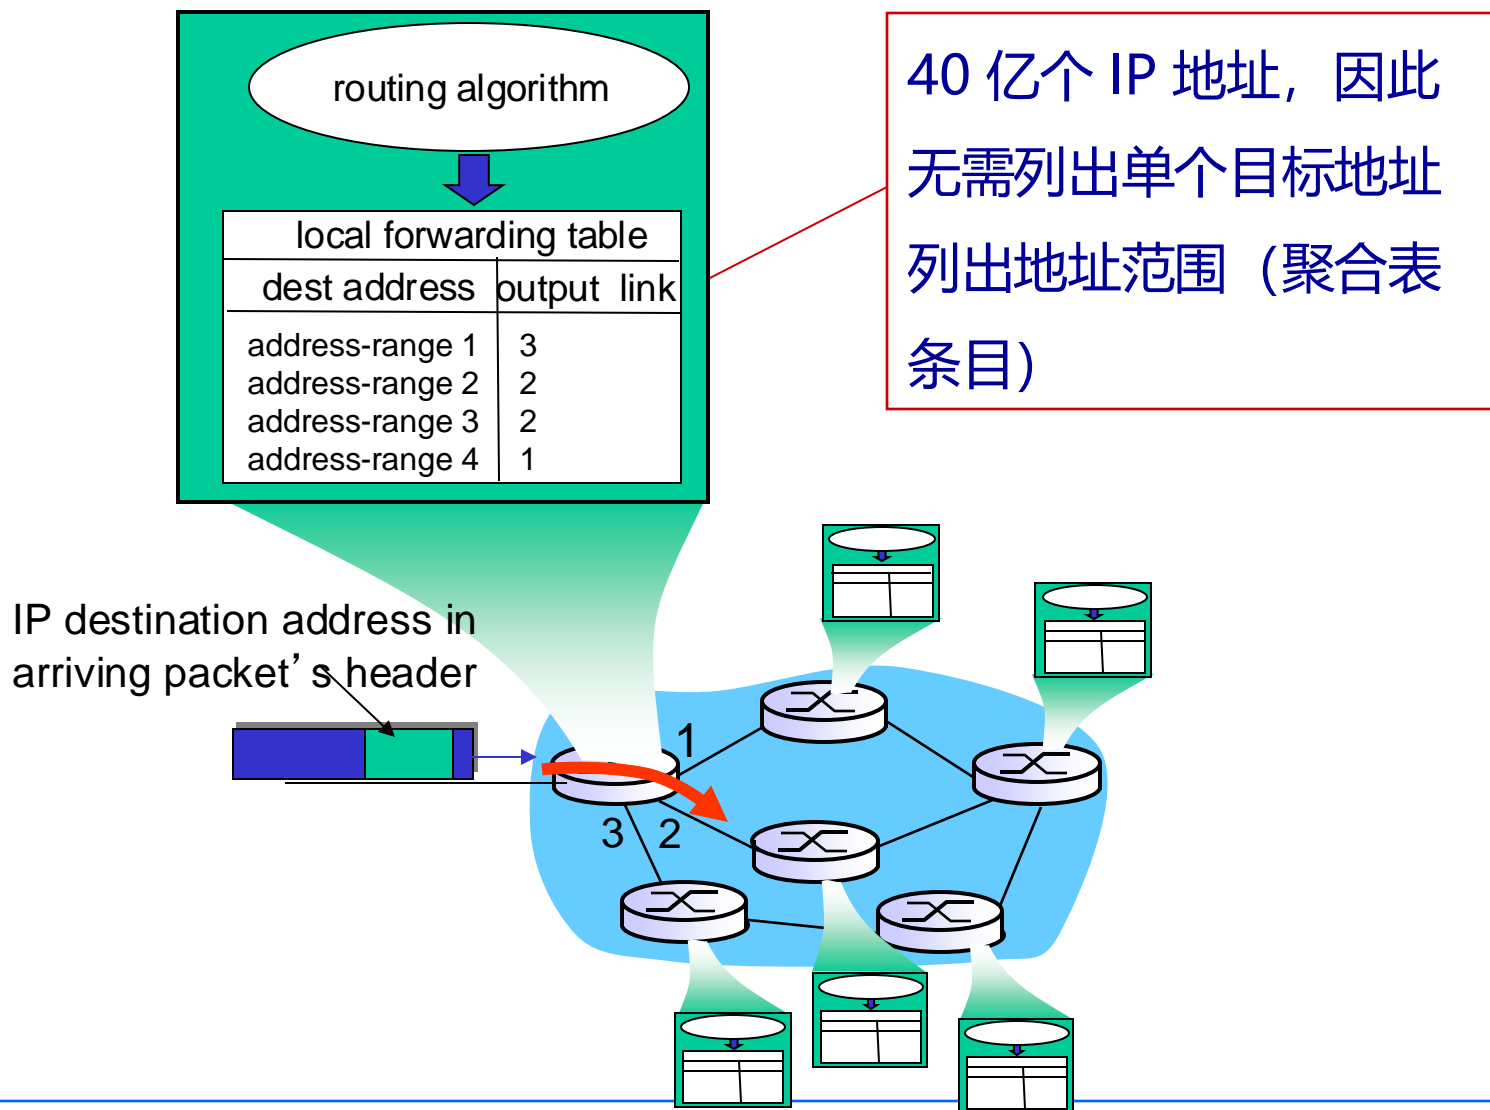 routing algorithm
local forwarding table
dest address output link
address-range 1 3
address-range 2 2
address-range 3 2
address-range 4 1
40 亿个 IP 地址，因此
无需列出单个目标地址
列出地址范围（聚合表
条目）
IP destination address in
arriving packet’s header
1
3 2